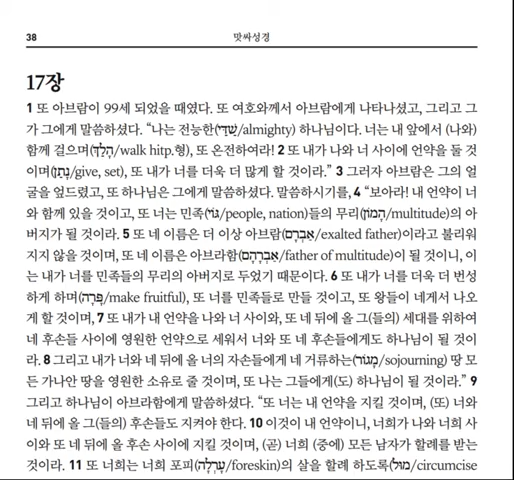 38
맛싸성경
17장
1 또 아브람이 99세 되었을 때였다. 또 여호와께서 아브람에게 나타나셨고, 그리고 그
가 그에게 말씀하셨다. “나는 전능한(שַׁדַּי/almighty) 하나님이다. 너는 내 앞에서 (나와)
함께 걸으며(הָלַךְ/walk hitp.형), 또 온전하여라! 2 또 내가 나와 너 사이에 언약을 둘 것
이며(נָתַן/give, set), 또 내가 너를 더욱 더 많게 할 것이라.” 3 그러자 아브람은 그의 얼
굴을 엎드렸고, 또 하나님은 그에게 말씀하셨다. 말씀하시기를, 4 “보아라! 내 언약이 너
와 함께 있을 것이고, 또 너는 민족(גּוֹי/people, nation)들의 무리(הָמוֹן/multitude)의 아
버지가 될 것이라. 5 또 네 이름은 더 이상 아브람(אַבְרָם/exalted father)이라고 불리워
지지 않을 것이며, 또 네 이름은 아브라함(אַבְרָהָם/father of multitude)이 될 것이니, 이
는 내가 너를 민족들의 무리의 아버지로 두었기 때문이다. 6 또 내가 너를 더욱 더 번성
하게 하며(פָּרָה/make fruitful), 또 너를 민족들로 만들 것이고, 또 왕들이 네게서 나오
게 할 것이며, 7 또 내가 내 언약을 나와 너 사이와, 또 네 뒤에 올 그(들의) 세대를 위하여
네 후손들 사이에 영원한 언약으로 세워서 너와 또 네 후손들에게도 하나님이 될 것이
라. 8 그리고 내가 너와 네 뒤에 올 너의 자손들에게 네 거류하는(מָגוֹר/sojourning) 땅 모
든 가나안 땅을 영원한 소유로 줄 것이며, 또 나는 그들에게(도) 하나님이 될 것이라.” 9
그리고 하나님이 아브라함에게 말씀하셨다. “또 너는 내 언약을 지킬 것이며, (또) 너와
네 뒤에 올 그(들의) 후손들도 지켜야 한다. 10 이것이 내 언약이니, 너희가 나와 너희 사
이와 또 네 뒤에 올 후손 사이에 지킬 것이며, (곧) 너희 (중에) 모든 남자가 할례를 받는
것이라. 11 또 너희는 너희 포피(עָרְלָה/foreskin)의 살을 할례 하도록(מוּל/circumcise